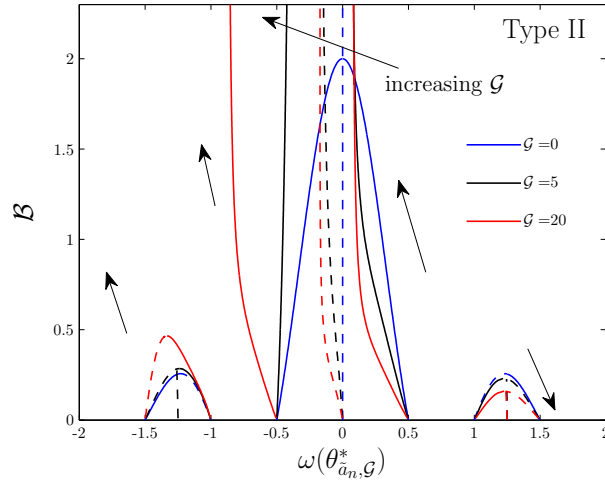 Type II
increasing 𝒢
𝒢 =0
𝒢 =5
𝒢 =20
ℬ
2
1.5
1
0.5
0
-2 -1.5 -1 -0.5 0 0.5 1 1.5 2
ω(θ*ₐ̃ₙ,𝒢)